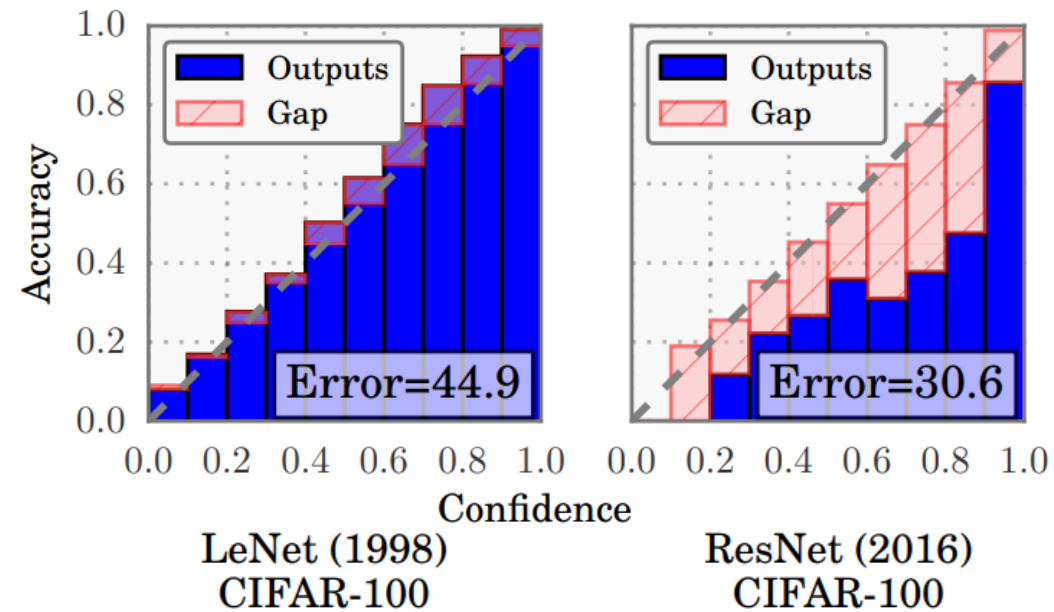 Accuracy
1.0
0.8
0.6
0.4
0.2
0.0
Outputs
Gap
Error=44.9
0.0 0.2 0.4 0.6 0.8 1.0
Outputs
Gap
Error=30.6
0.0 0.2 0.4 0.6 0.8 1.0
Confidence
LeNet (1998)
CIFAR-100
ResNet (2016)
CIFAR-100